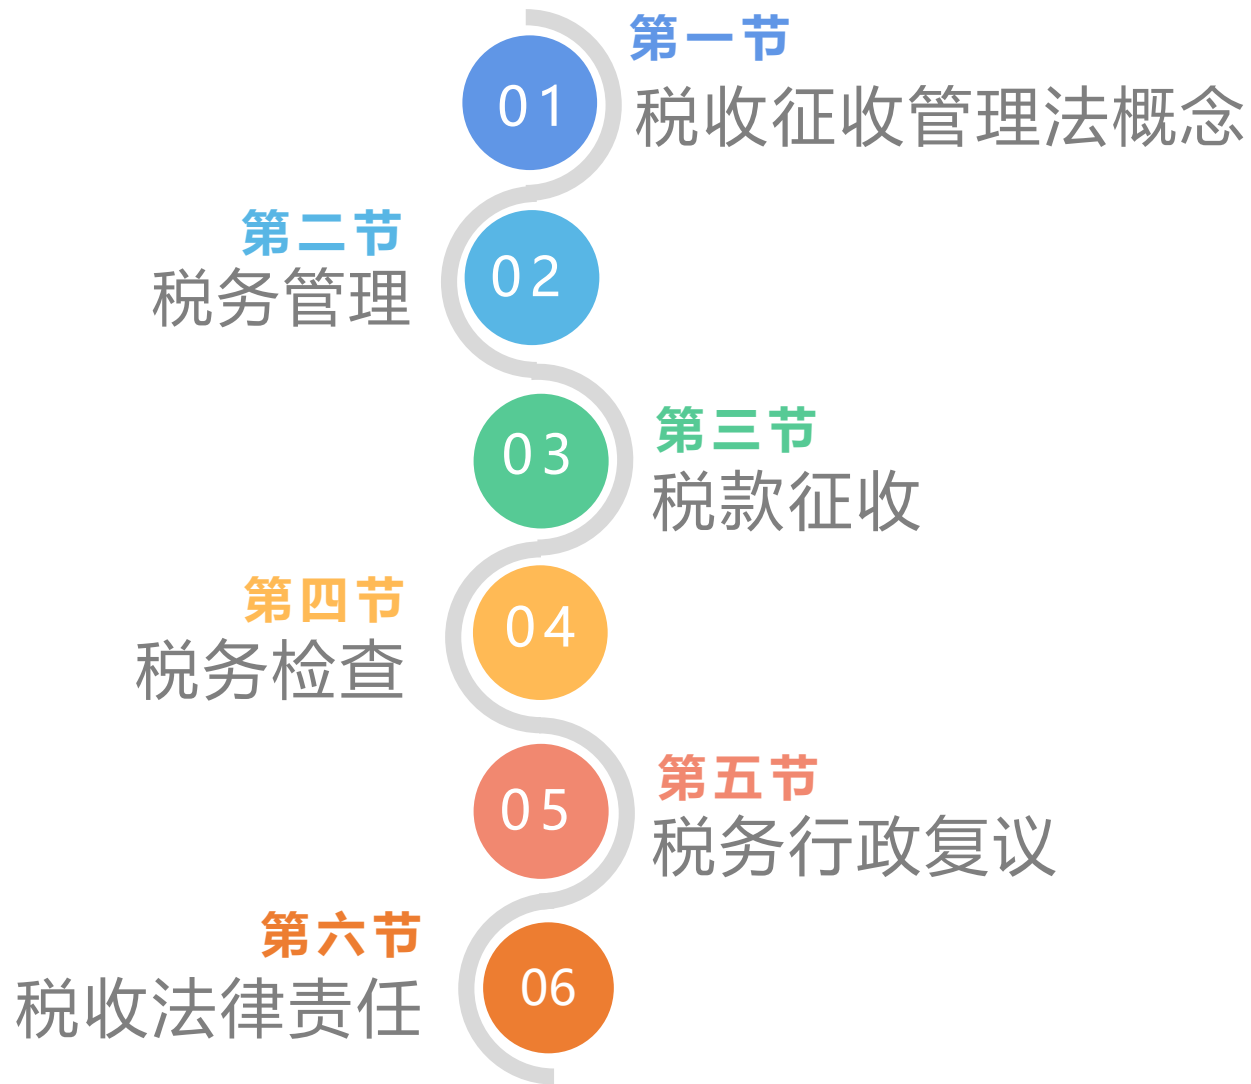 第一节
01
税收征收管理法概念
第二节
02
税务管理
第三节
03
税款征收
第四节
04
税务检查
第五节
05
税务行政复议
第六节
06
税收法律责任